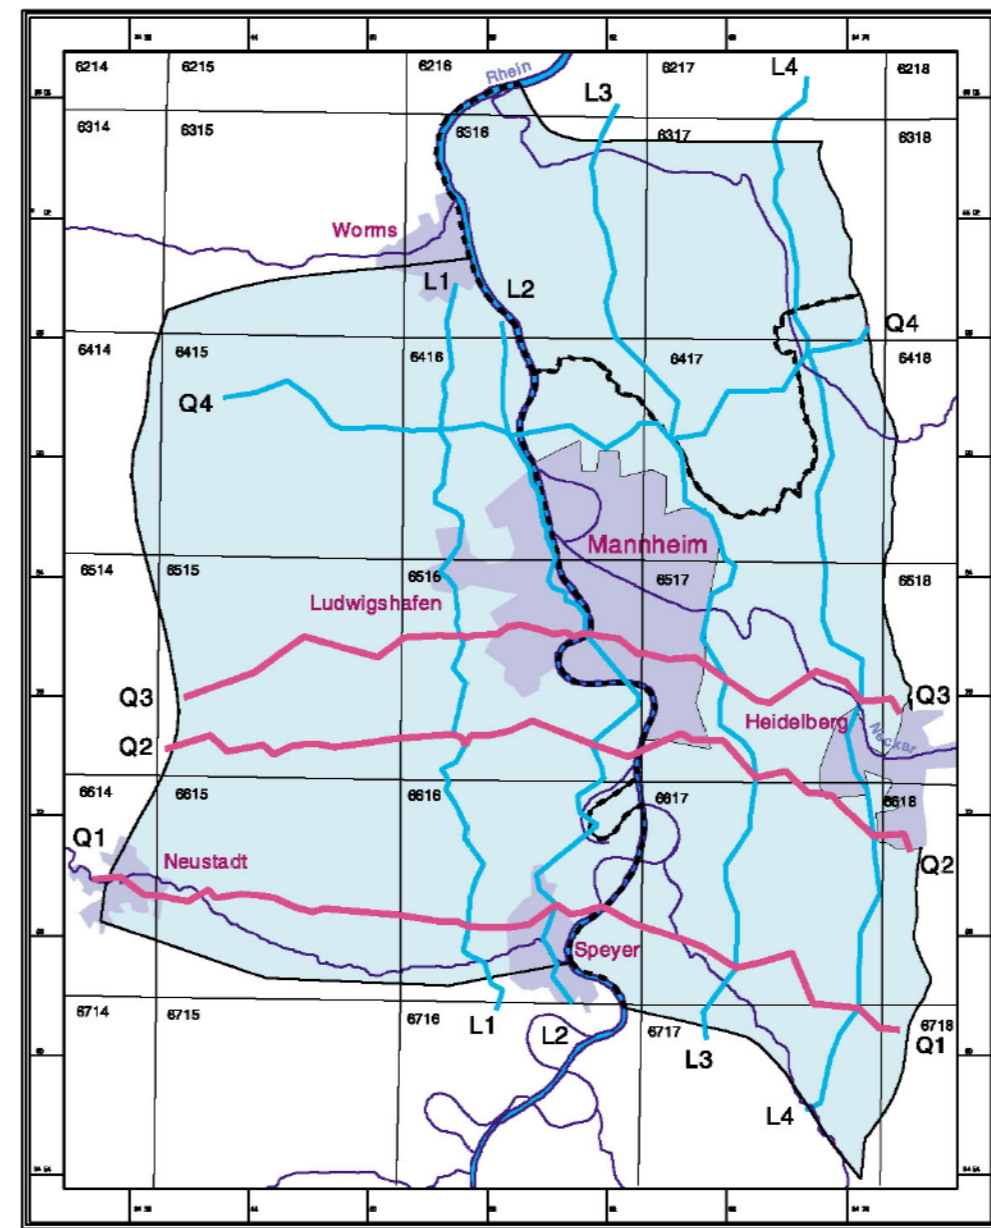 6214
6215
6216
Rhein
6217
L4
6218
L3
6314
6315
6316
6317
6318
Worms
L1
L2
Q4
6414
6415
6416
6417
6418
Q4
Mannheim
6514
6515
6516
6517
6518
Ludwigshafen
Q3
Q3
Heidelberg
Neckar
Q2
6614
6615
6616
6617
6618
Q1
Neustadt
Q2
Speyer
6714
6715
6716
L1
L2
6717
L3
6718
Q1
L4